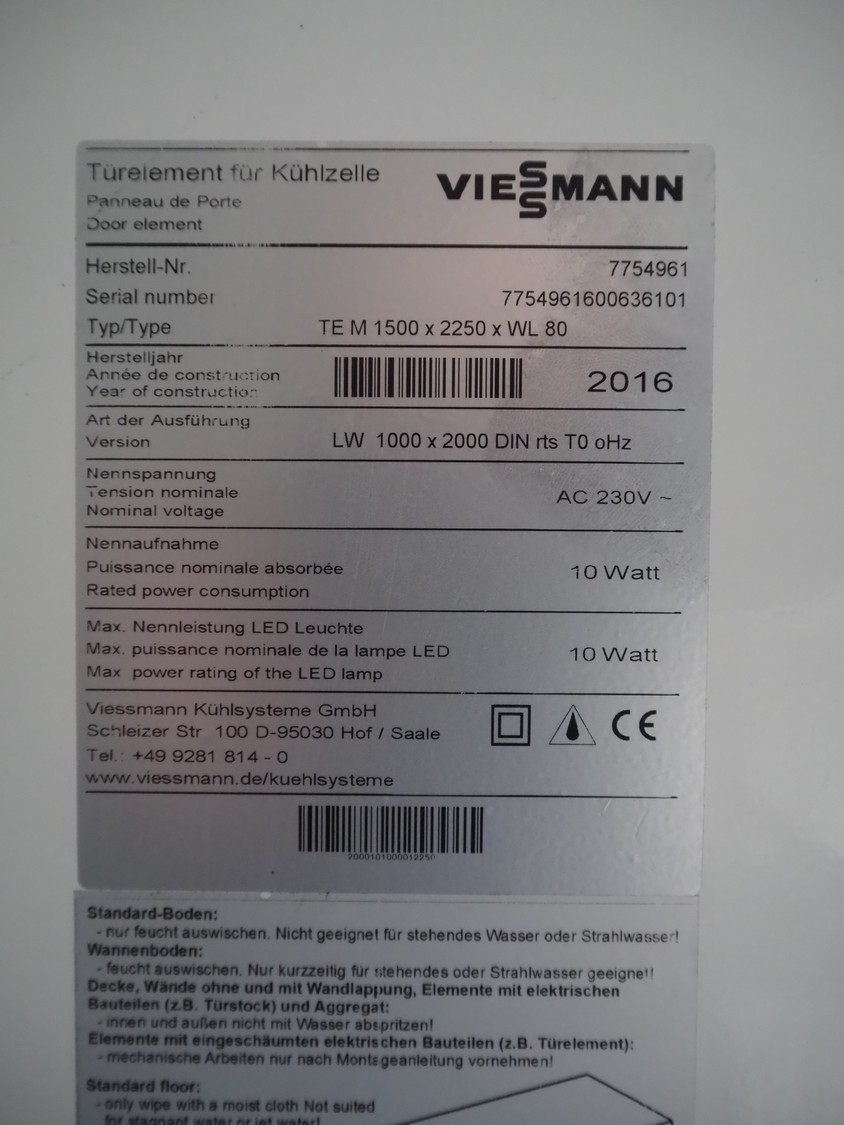 Türelement für Kühlzelle
VIESSMANN
Panneau de Porte
Door element
Herstell-Nr. 7754961
Serial number 7754961600636101
Typ/Type TE M 1500 x 2250 x WL 80
Herstelljahr
Année de construction
Year of construction 2016
Art der Ausführung
Version LW 1000 x 2000 DIN rts T0 oHz
Nennspannung
Tension nominale AC 230V ~
Nominal voltage
Nennaufnahme
Puissance nominale absorbée 10 Watt
Rated power consumption
Max. Nennleistung LED Leuchte
Max. puissance nominale de la lampe LED 10 Watt
Max power rating of the LED lamp
Viessmann Kühlsysteme GmbH
Schleizer Str 100 D-95030 Hof / Saale
CE
Tel.: +49 9281 814 - 0
www.viessmann.de/kuehlsysteme
2000101000012250
Standard-Boden:
- nur feucht auswischen. Nicht geeignet für stehendes Wasser oder Strahlwasser!
Wannenboden:
- feucht auswischen. Nur kurzzeitig für stehendes oder Strahlwasser geeignet!
Decke, Wände ohne und mit Wandlappung, Elemente mit elektrischen
Bauteilen (z.B. Türstock) und Aggregat:
- innen und außen nicht mit Wasser abspritzen!
Elemente mit eingeschäumten elektrischen Bauteilen (z.B. Türelement):
- mechanische Arbeiten nur nach Montageanleitung vornehmen!
Standard floor:
- only wipe with a moist cloth Not suited
for stagnant water or jet water!